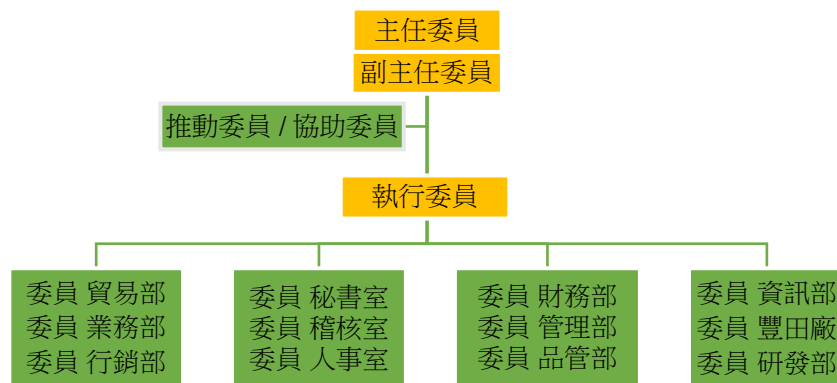 主任委員
副主任委員
推動委員 / 協助委員
執行委員
委員 貿易部
委員 業務部
委員 行銷部
委員 秘書室
委員 稽核室
委員 人事室
委員 財務部
委員 管理部
委員 品管部
委員 資訊部
委員 豐田廠
委員 研發部